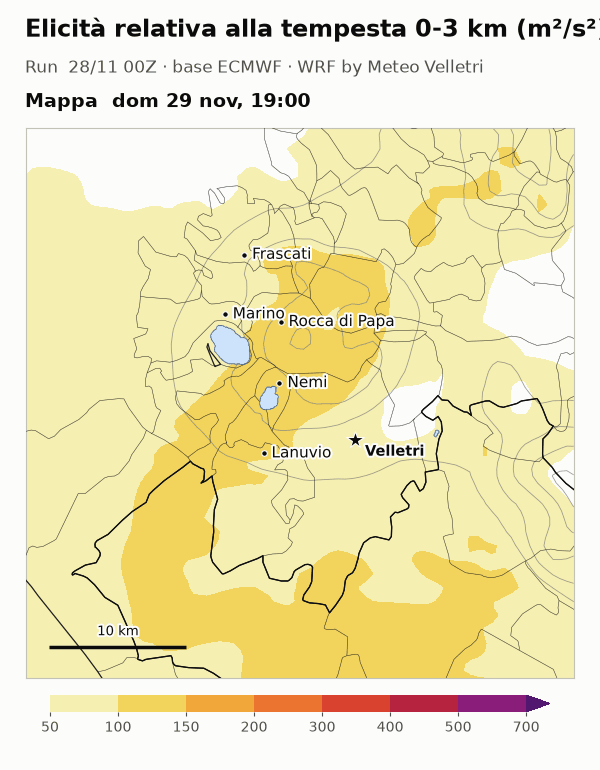 Elicità relativa alla tempesta 0-3 km (m²/s²)
Run 28/11 00Z · base ECMWF · WRF by Meteo Velletri
Mappa dom 29 nov, 19:00
Frascati
Marino
Rocca di Papa
Nemi
Lanuvio
Velletri
10 km
50 100 150 200 300 400 500 700